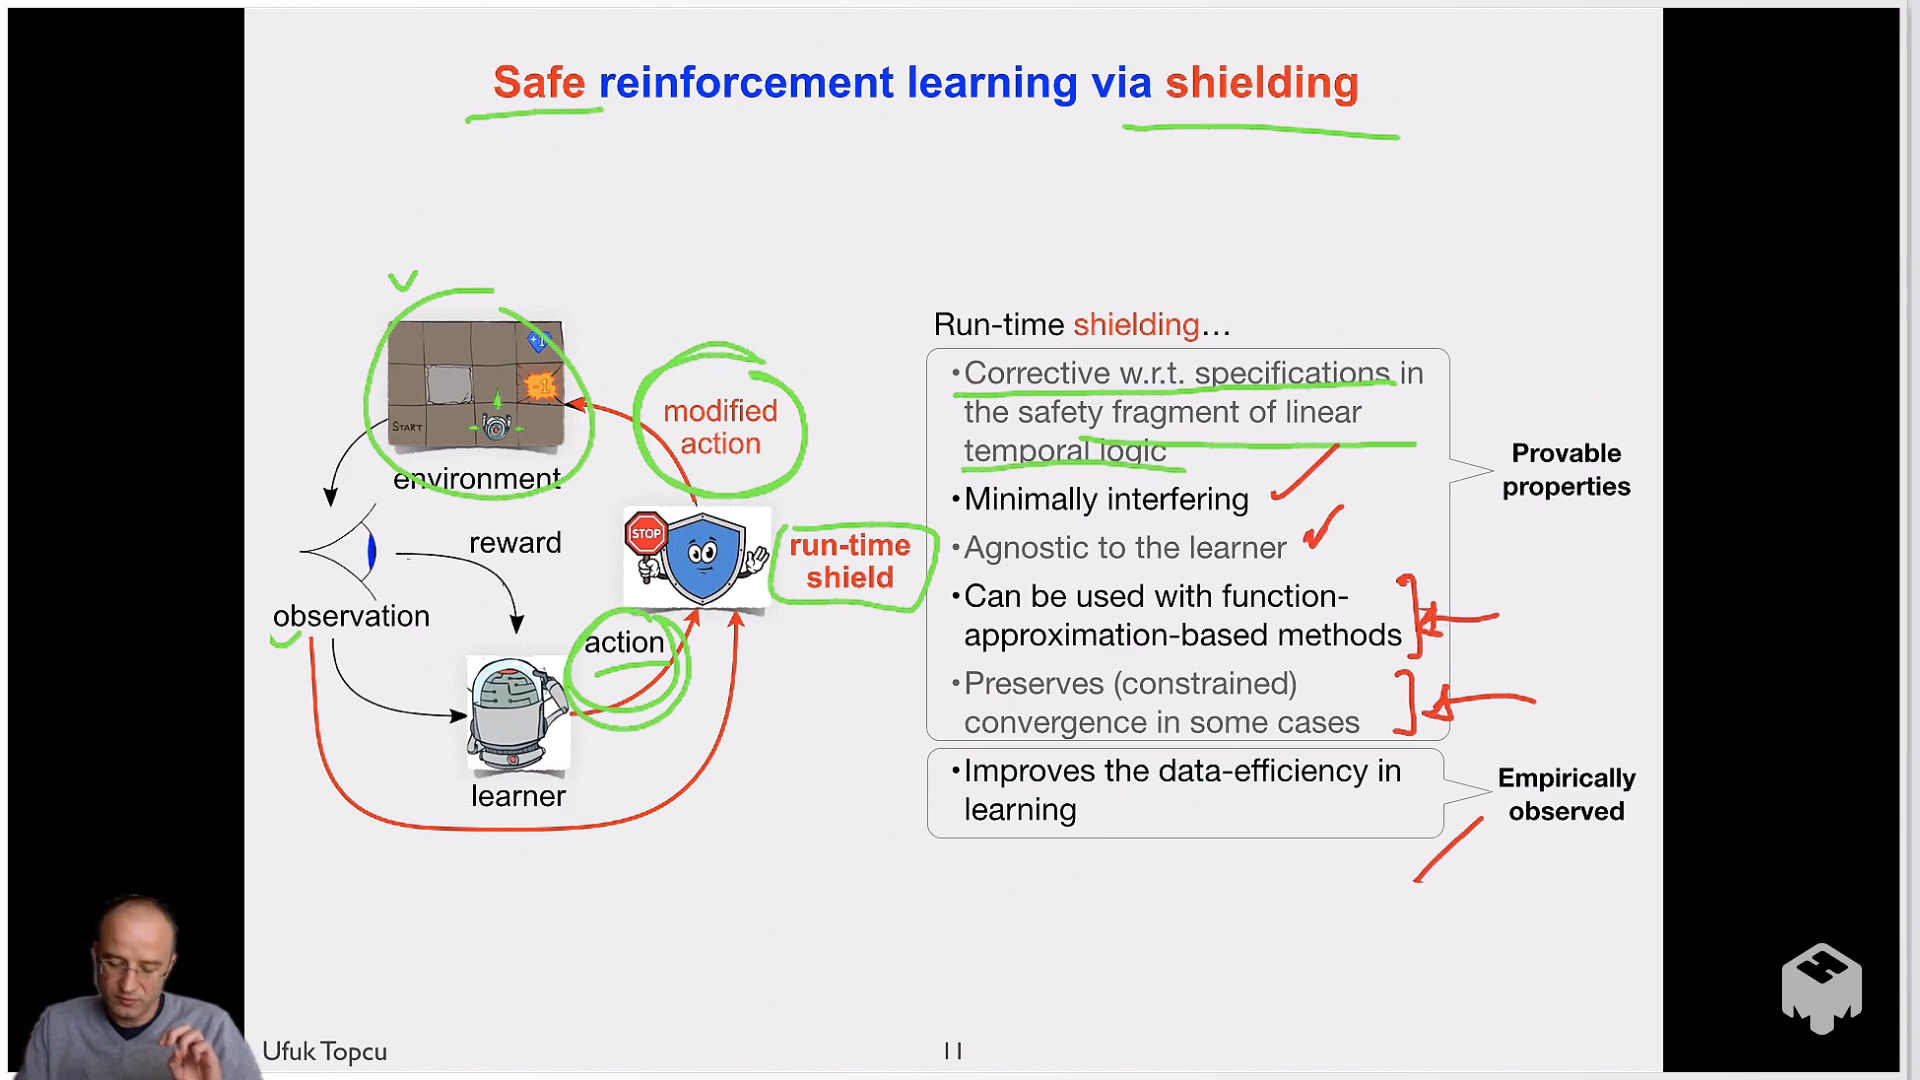 Safe reinforcement learning via shielding
+1
-1
START
environment
modified
action
STOP
run-time
shield
reward
observation
action
learner
Run-time shielding...
•Corrective w.r.t. specifications in
the safety fragment of linear
temporal logic
•Minimally interfering
•Agnostic to the learner
•Can be used with function-
approximation-based methods
•Preserves (constrained)
convergence in some cases
Provable
properties
•Improves the data-efficiency in
learning
Empirically
observed
Ufuk Topcu
11